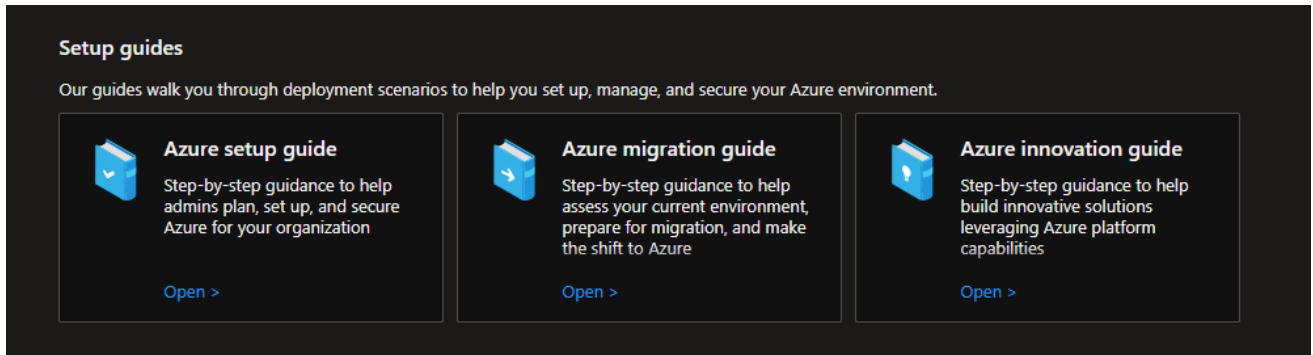 Setup guides
Our guides walk you through deployment scenarios to help you set up, manage, and secure your Azure environment.
Azure setup guide
Step-by-step guidance to help
admins plan, set up, and secure
Azure for your organization
Open >
Azure migration guide
Step-by-step guidance to help
assess your current environment,
prepare for migration, and make
the shift to Azure
Open >
Azure innovation guide
Step-by-step guidance to help
build innovative solutions
leveraging Azure platform
capabilities
Open >